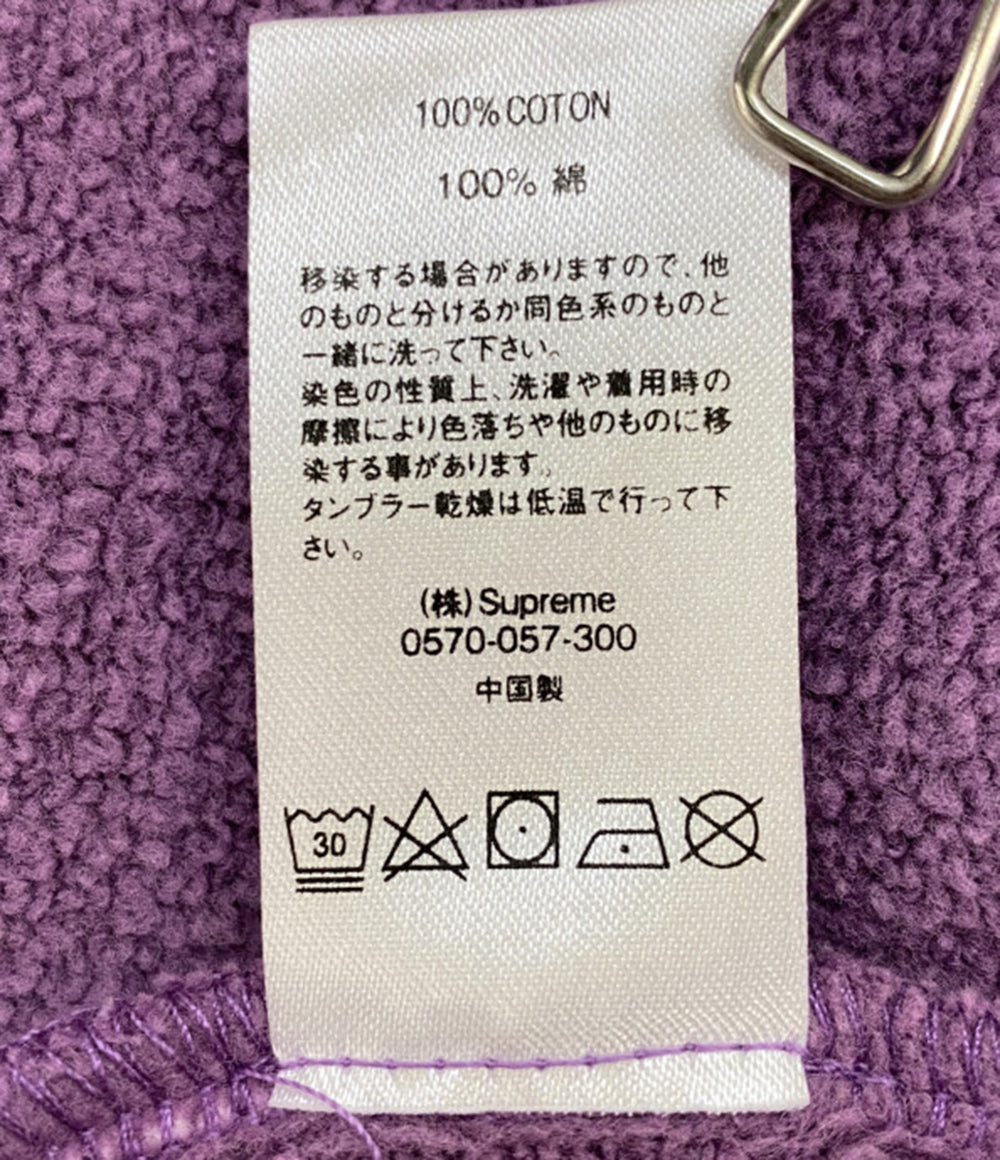 100% COTON
100% 綿
移染する場合がありますので、他
のものと分けるか同色系のものと
一緒に洗って下さい。
染色の性質上、洗濯や着用時の
摩擦により色落ちや他のものに移
染する事があります。
タンブラー乾燥は低温で行って下
さい。
(株) Supreme
0570-057-300
中国製
30